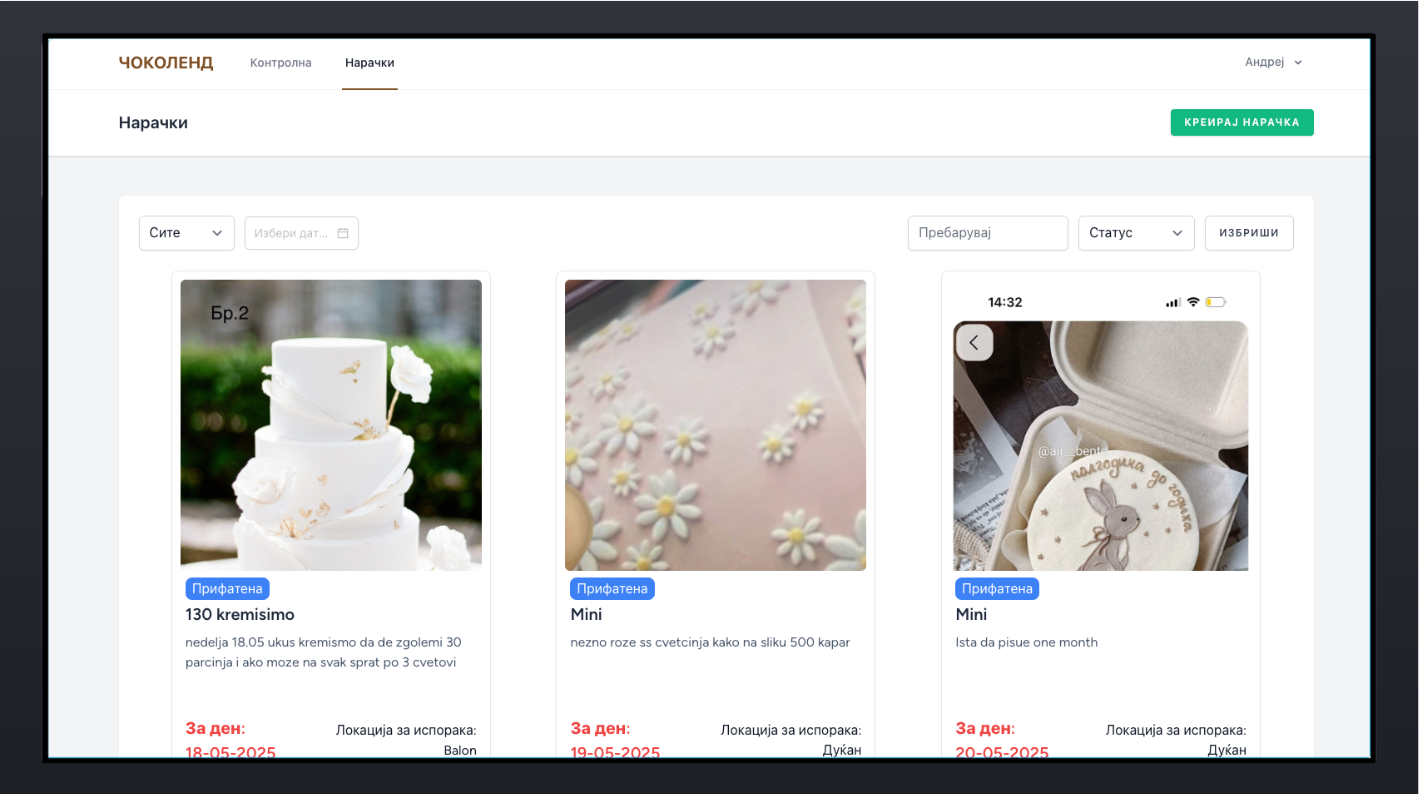 ЧОКОЛЕНД Контролна Нарачки Андреј
Нарачки КРЕИРАЈ НАРАЧКА
Сите Избери дат... Пребарувај Статус ИЗБРИШИ
Бр.2
14:32
@air__bento
полгодика до годика
Прифатена
130 kremisimo
nedelja 18.05 ukus kremismo da de zgolemi 30
parcinja i ako moze na svak sprat po 3 cvetovi
За ден:
18-05-2025
Локација за испорака:
Balon
Прифатена
Mini
nezno roze ss cvetcinja kako na sliku 500 kapar
За ден:
19-05-2025
Локација за испорака:
Дуќан
Прифатена
Mini
Ista da pisue one month
За ден:
20-05-2025
Локација за испорака:
Дуќан